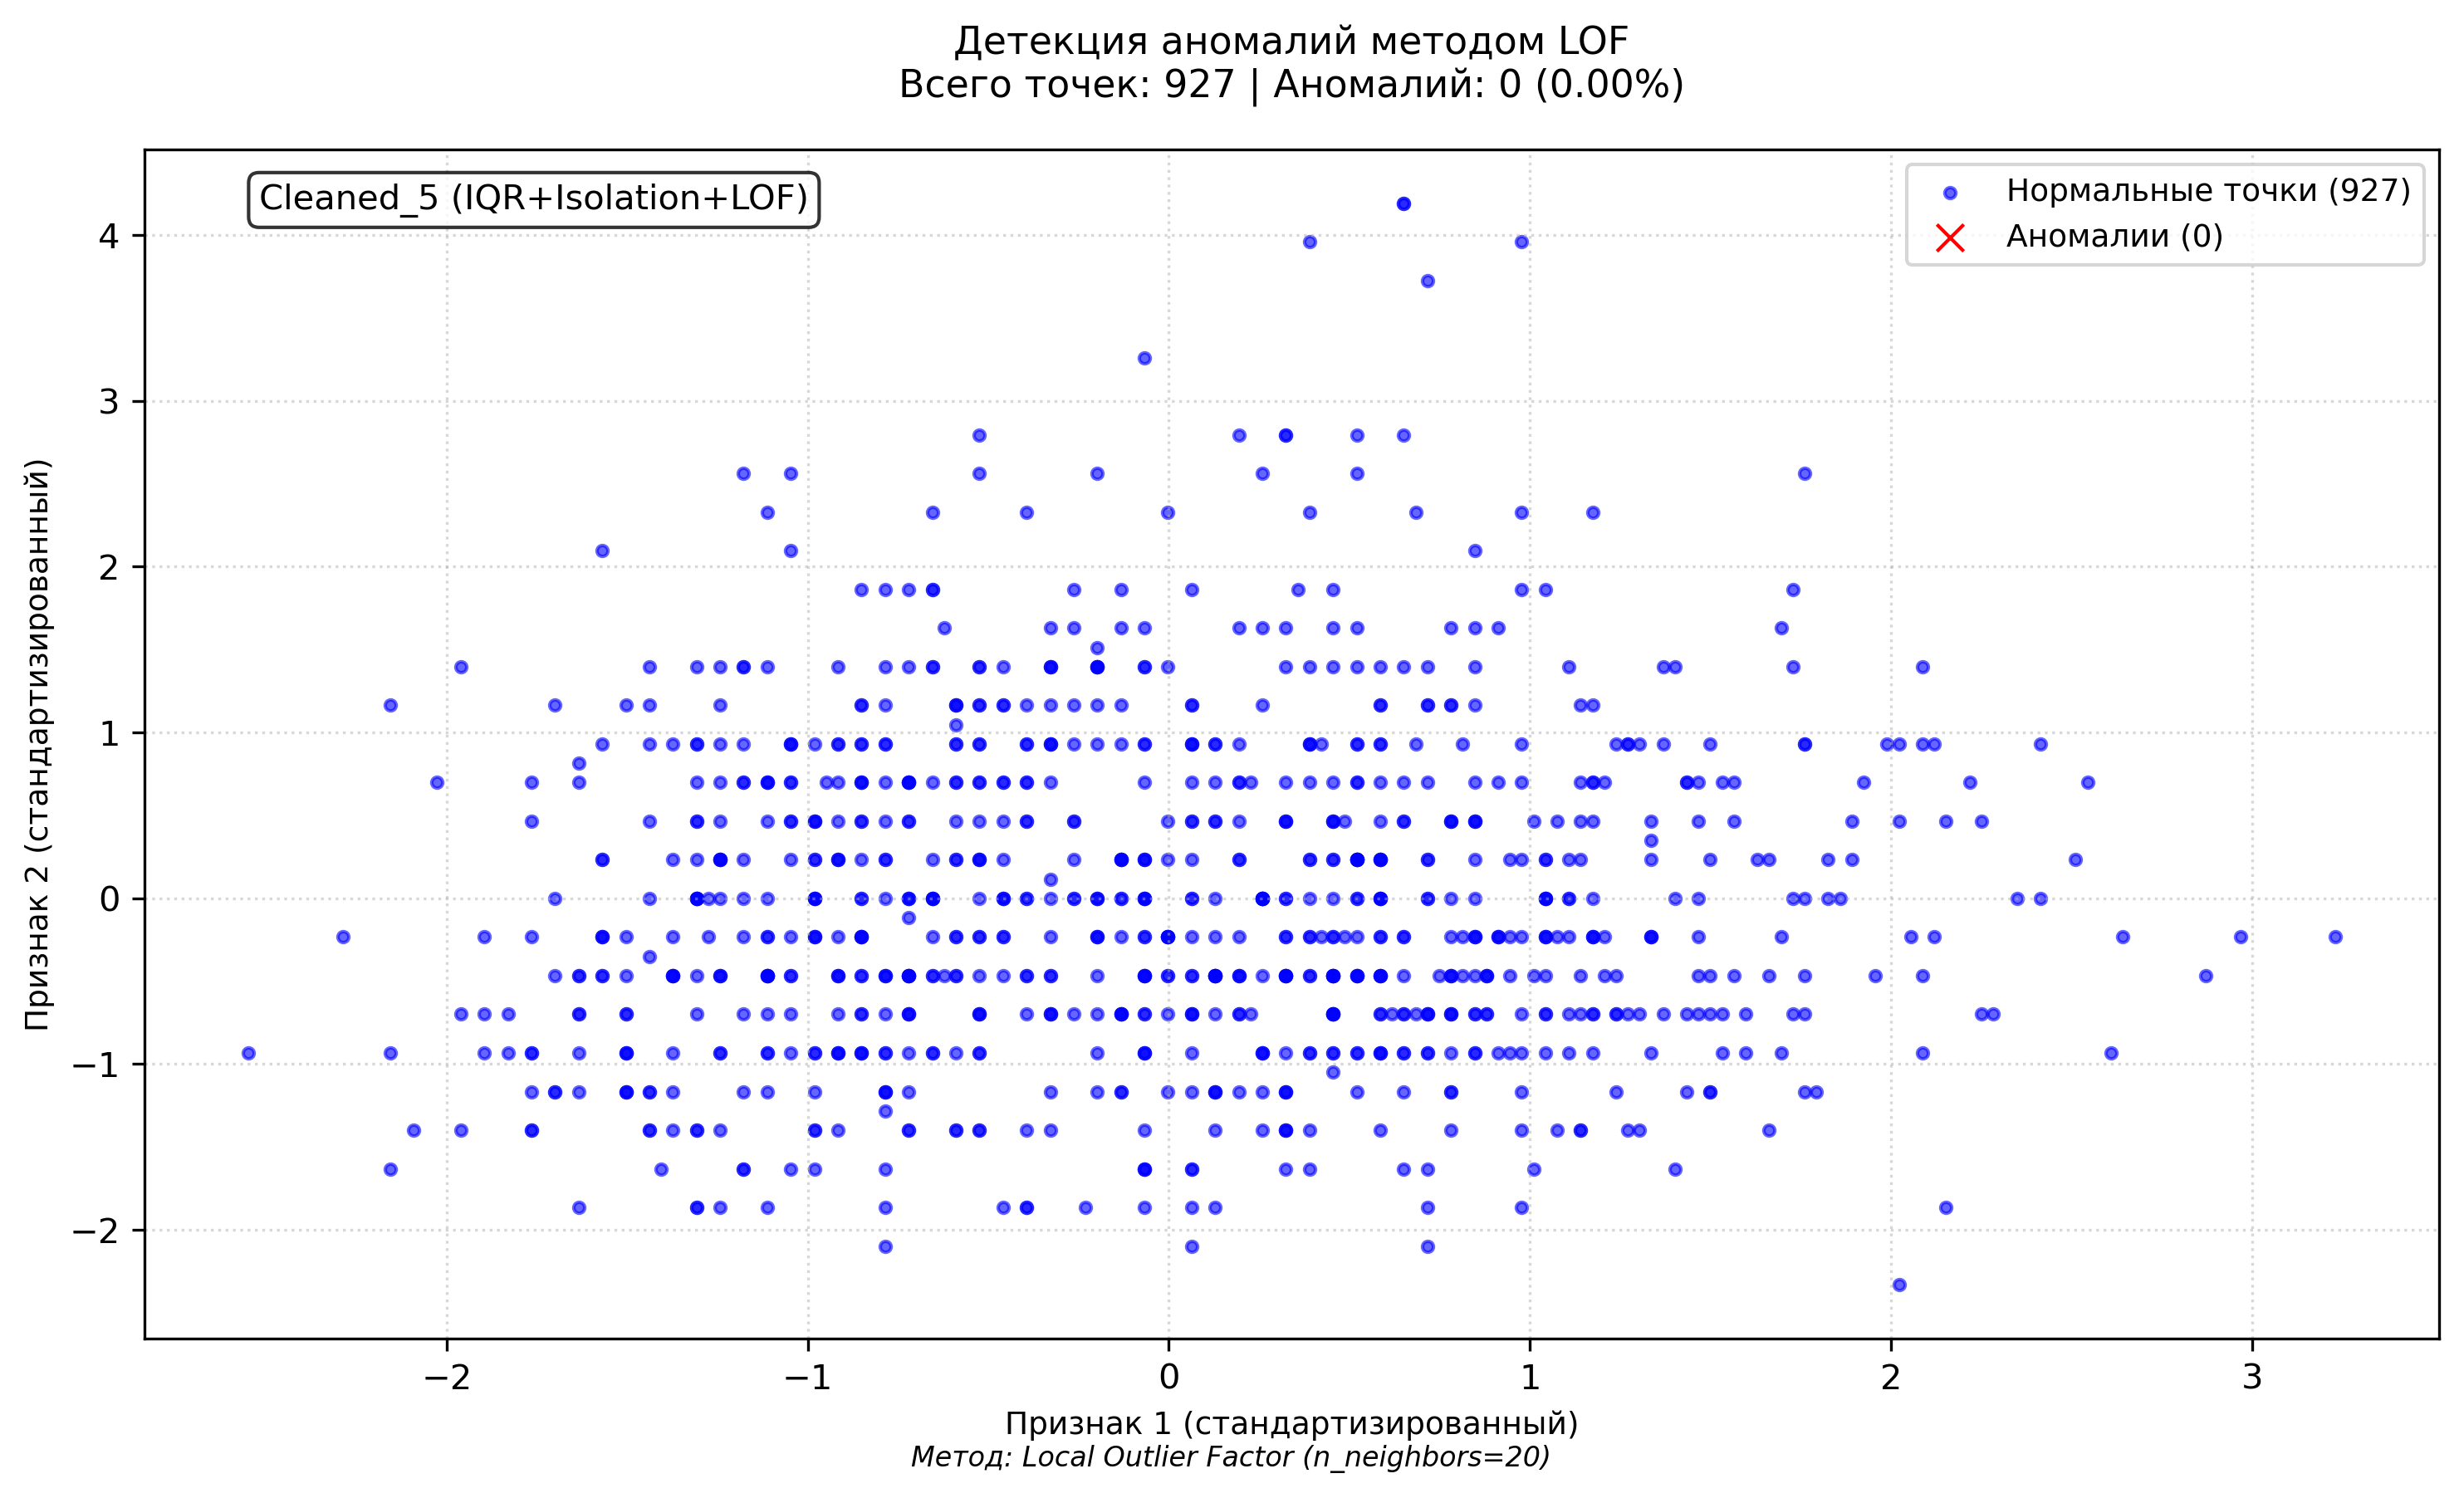 Детекция аномалий методом LOF
Всего точек: 927 | Аномалий: 0 (0.00%)
Cleaned_5 (IQR+Isolation+LOF)
Нормальные точки (927)
Аномалии (0)
Признак 2 (стандартизированный)
4
3
2
1
0
−1
−2
−2
−1
0
1
2
3
Признак 1 (стандартизированный)
Метод: Local Outlier Factor (n_neighbors=20)